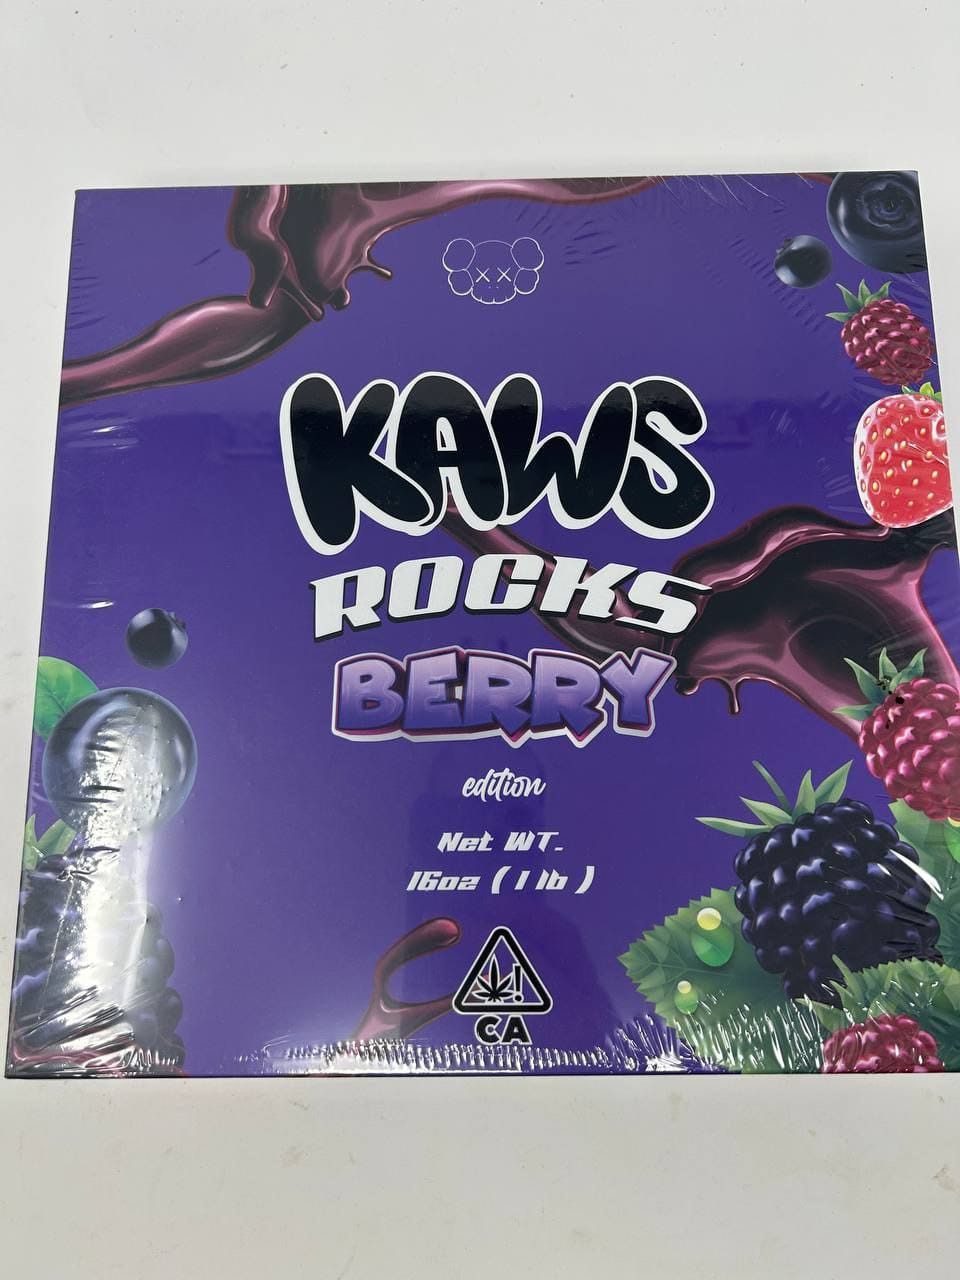 KAWS
ROCKS
BERRY
edition
Net WT.
16oz ( 1 lb )
!
CA